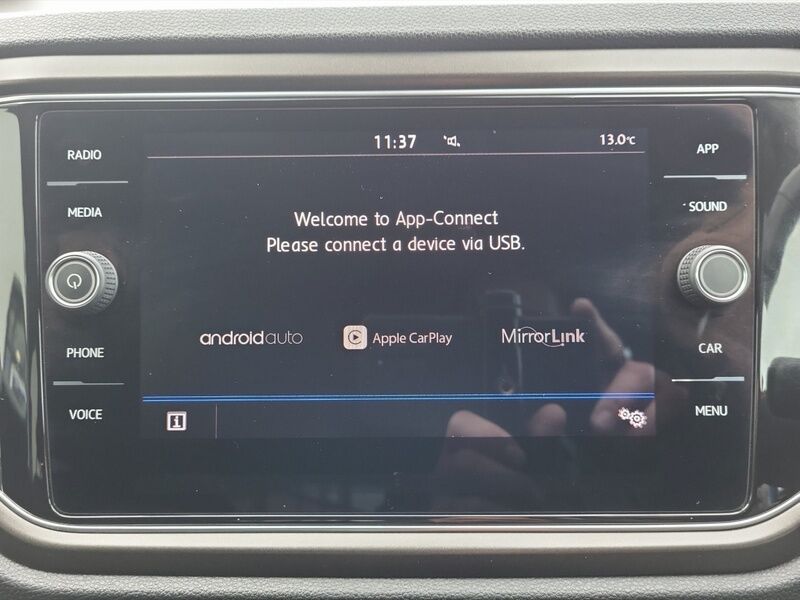 RADIO
MEDIA
PHONE
VOICE
11:37
13.0°C
Welcome to App-Connect
Please connect a device via USB.
androidauto
Apple CarPlay
MirrorLink
i
APP
SOUND
CAR
MENU